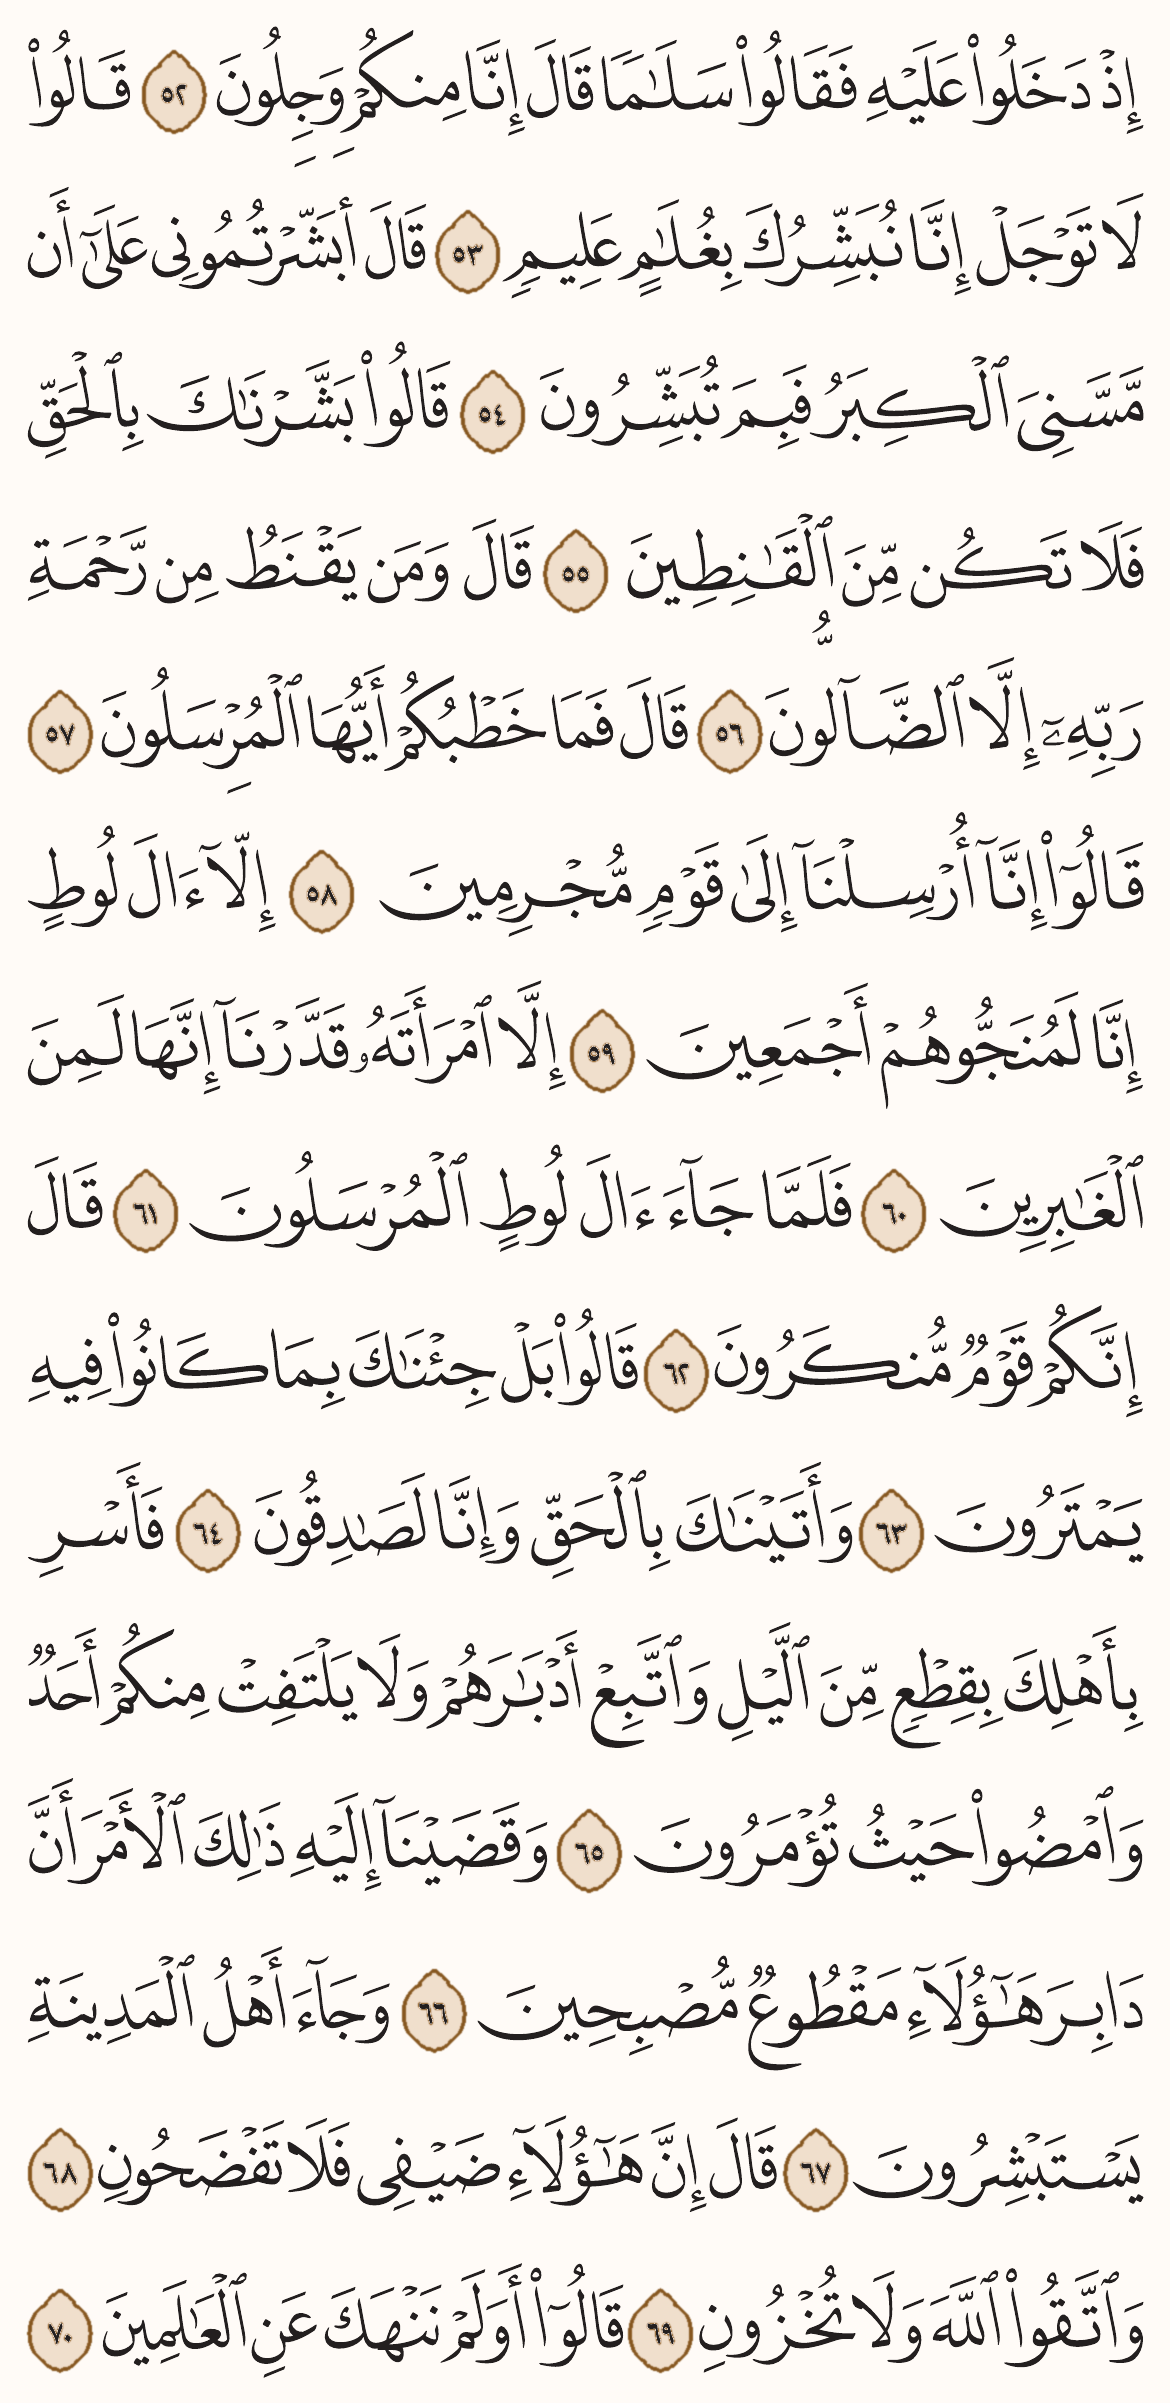 إِذْ دَخَلُوا۟ عَلَيْهِ فَقَالُوا۟ سَلَـٰمًا قَالَ إِنَّا مِنكُمْ وَجِلُونَ ٥٢ قَالُوا۟
لَا تَوْجَلْ إِنَّا نُبَشِّرُكَ بِغُلَـٰمٍ عَلِيمٍ ٥٣ قَالَ أَبَشَّرْتُمُونِى عَلَىٰٓ أَن
مَّسَّنِىَ ٱلْكِبَرُ فَبِمَ تُبَشِّرُونَ ٥٤ قَالُوا۟ بَشَّرْنَـٰكَ بِٱلْحَقِّ
فَلَا تَكُن مِّنَ ٱلْقَـٰنِطِينَ ٥٥ قَالَ وَمَن يَقْنَطُ مِن رَّحْمَةِ
رَبِّهِۦٓ إِلَّا ٱلضَّآلُّونَ ٥٦ قَالَ فَمَا خَطْبُكُمْ أَيُّهَا ٱلْمُرْسَلُونَ ٥٧
قَالُوٓا۟ إِنَّآ أُرْسِلْنَآ إِلَىٰ قَوْمٍ مُّجْرِمِينَ ٥٨ إِلَّآ ءَالَ لُوطٍ
إِنَّا لَمُنَجُّوهُمْ أَجْمَعِينَ ٥٩ إِلَّا ٱمْرَأَتَهُۥ قَدَّرْنَآ إِنَّهَا لَمِنَ
ٱلْغَـٰبِرِينَ ٦٠ فَلَمَّا جَآءَ ءَالَ لُوطٍ ٱلْمُرْسَلُونَ ٦١ قَالَ
إِنَّكُمْ قَوْمٌ مُّنكَرُونَ ٦٢ قَالُوا۟ بَلْ جِئْنَـٰكَ بِمَا كَانُوا۟ فِيهِ
يَمْتَرُونَ ٦٣ وَأَتَيْنَـٰكَ بِٱلْحَقِّ وَإِنَّا لَصَـٰدِقُونَ ٦٤ فَأَسْرِ
بِأَهْلِكَ بِقِطْعٍ مِّنَ ٱلَّيْلِ وَٱتَّبِعْ أَدْبَـٰرَهُمْ وَلَا يَلْتَفِتْ مِنكُمْ أَحَدٌ
وَٱمْضُوا۟ حَيْثُ تُؤْمَرُونَ ٦٥ وَقَضَيْنَآ إِلَيْهِ ذَٰلِكَ ٱلْأَمْرَ أَنَّ
دَابِرَ هَـٰٓؤُلَآءِ مَقْطُوعٌ مُّصْبِحِينَ ٦٦ وَجَآءَ أَهْلُ ٱلْمَدِينَةِ
يَسْتَبْشِرُونَ ٦٧ قَالَ إِنَّ هَـٰٓؤُلَآءِ ضَيْفِى فَلَا تَفْضَحُونِ ٦٨
وَٱتَّقُوا۟ ٱللَّهَ وَلَا تُخْزُونِ ٦٩ قَالُوٓا۟ أَوَلَمْ نَنْهَكَ عَنِ ٱلْعَـٰلَمِينَ ٧٠